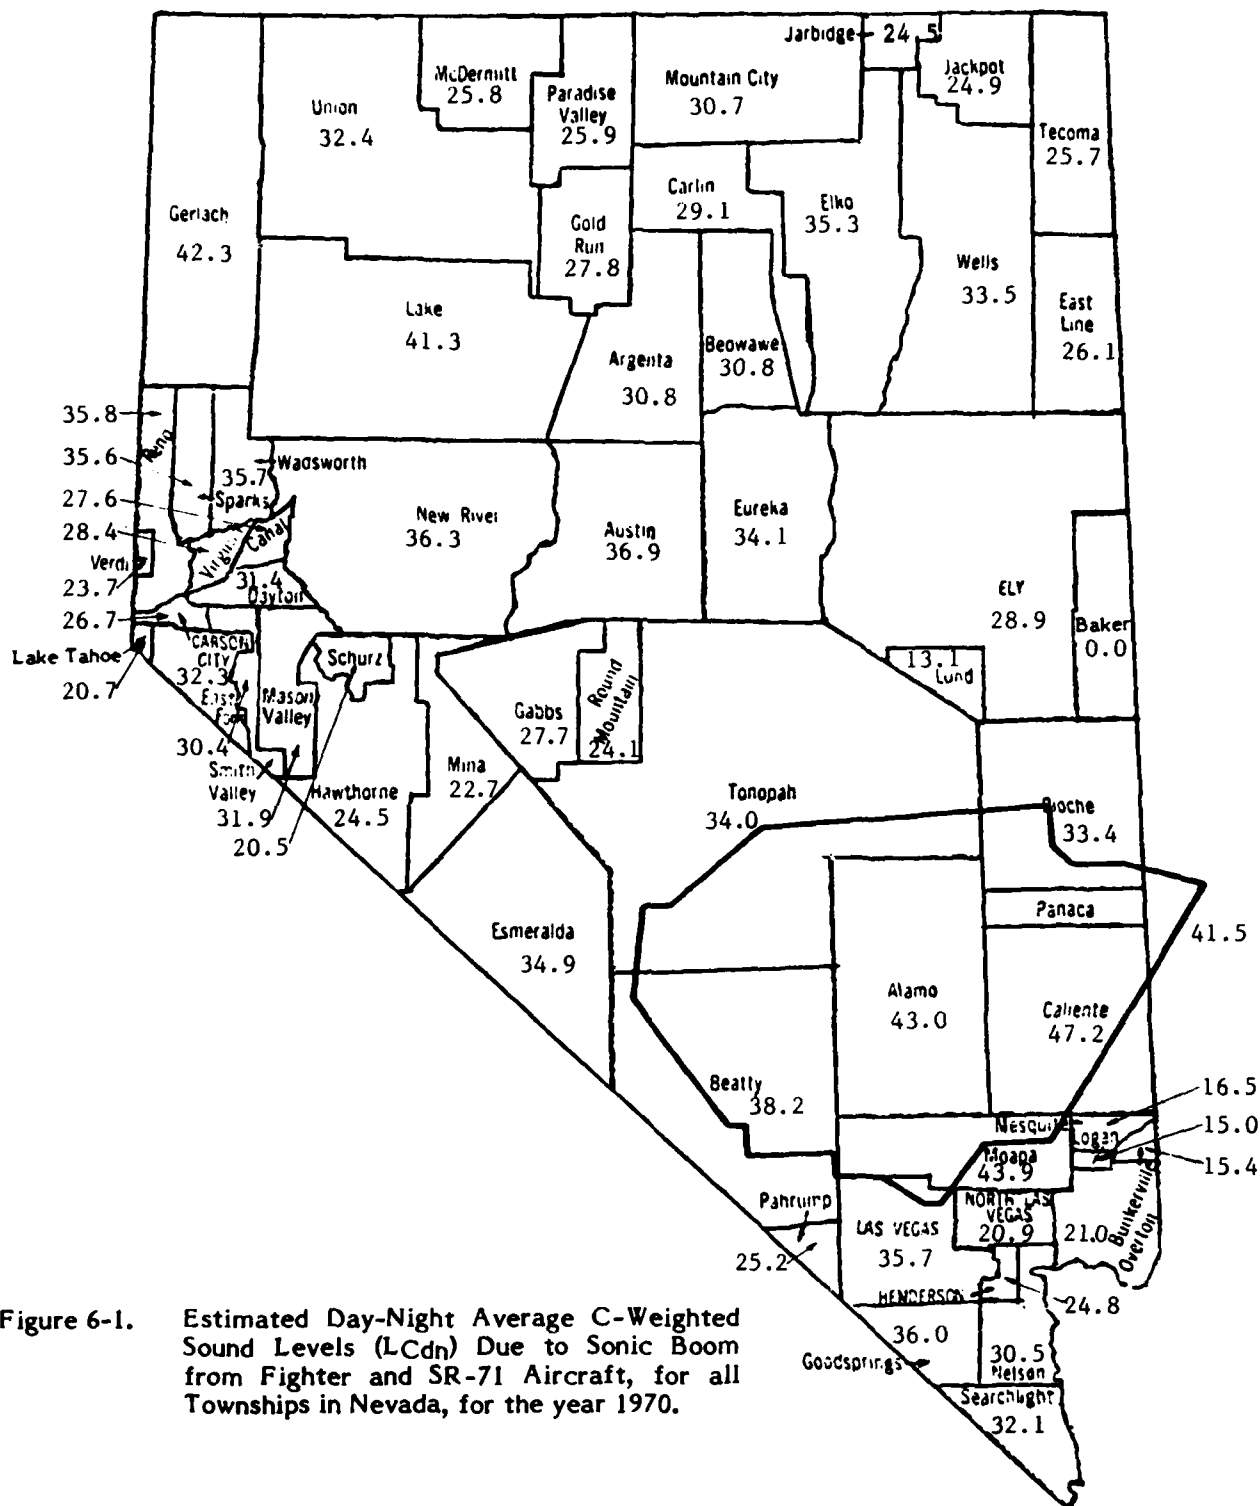 Jarbidge 24.5
McDermitt
25.8
Paradise
Valley
25.9
Mountain City
30.7
Jackpot
24.9
Union
32.4
Tecoma
25.7
Carlin
29.1
Elko
35.3
Gerlach
42.3
Gold
Run
27.8
Wells
33.5
East
Line
26.1
Lake
41.3
Argenta
30.8
Beowawe
30.8
35.8
Reno
35.6
35.7
Wadsworth
27.6
Sparks
28.4
Virginia
Canal
New River
36.3
Austin
36.9
Eureka
34.1
Verdi
23.7
31.4
Dayton
26.7
ELY
28.9
Baker
0.0
Lake Tahoe
20.7
CARSON
CITY
32.3
Schurz
13.1
Lund
East
Fork
30.4
Mason
Valley
Gabbs
27.7
Round
Mountain
24.1
Smith
Valley
31.9
20.5
Hawthorne
24.5
Mina
22.7
Tonopah
34.0
Pioche
33.4
Panaca
41.5
Esmeralda
34.9
Alamo
43.0
Caliente
47.2
Beatty
38.2
16.5
Mesquite
Logan
15.0
Moapa
43.9
15.4
Pahrump
25.2
LAS VEGAS
35.7
NORTH LAS
VEGAS
20.9
21.0
Bunkerville
Overton
HENDERSON
24.8
36.0
Goodsprings
30.5
Nelson
Searchlight
32.1
Figure 6-1. Estimated Day-Night Average C-Weighted
Sound Levels (LCdn) Due to Sonic Boom
from Fighter and SR-71 Aircraft, for all
Townships in Nevada, for the year 1970.